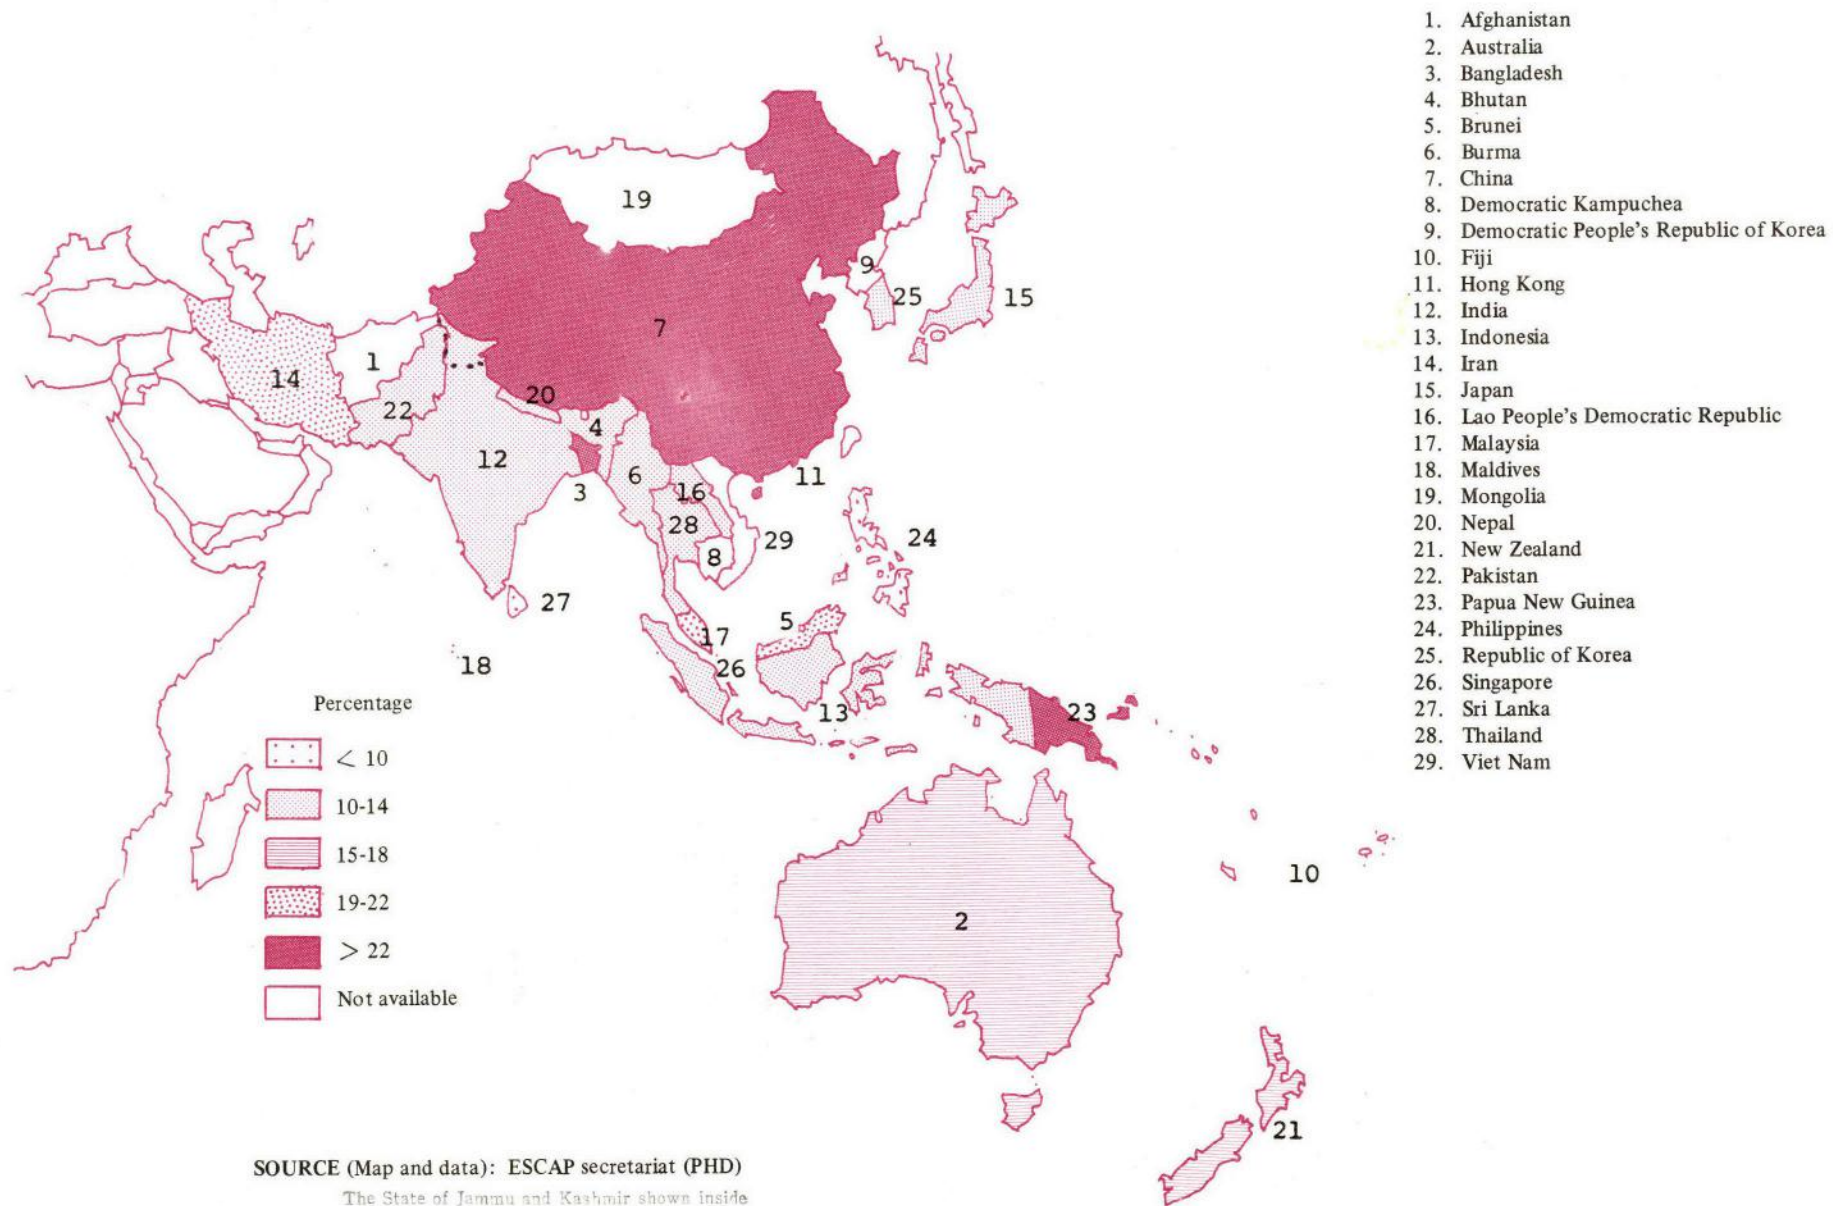 1. Afghanistan
2. Australia
3. Bangladesh
4. Bhutan
5. Brunei
6. Burma
7. China
8. Democratic Kampuchea
9. Democratic People's Republic of Korea
10. Fiji
11. Hong Kong
12. India
13. Indonesia
14. Iran
15. Japan
16. Lao People's Democratic Republic
17. Malaysia
18. Maldives
19. Mongolia
20. Nepal
21. New Zealand
22. Pakistan
23. Papua New Guinea
24. Philippines
25. Republic of Korea
26. Singapore
27. Sri Lanka
28. Thailand
29. Viet Nam
19
9
25
15
7
1
14
20
22
4
12
6
11
3
16
28
24
29
8
27
5
17
18
26
13
23
10
2
21
Percentage
< 10
10-14
15-18
19-22
> 22
Not available
SOURCE (Map and data): ESCAP secretariat (PHD)
The State of Jammu and Kashmir shown inside